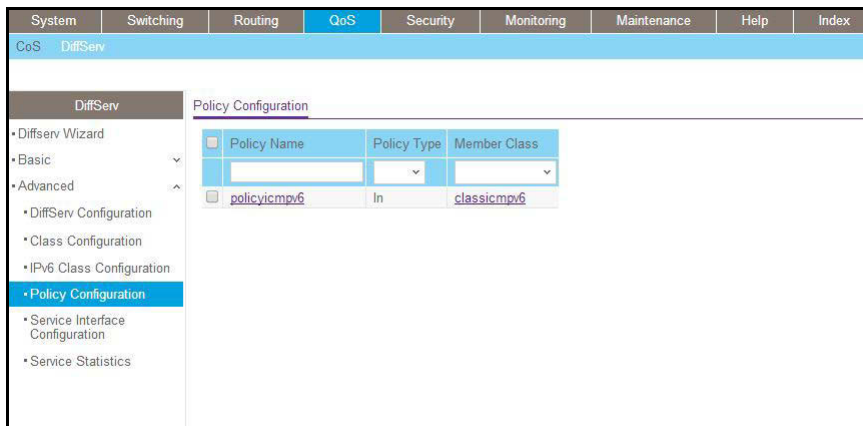 System Switching Routing QoS Security Monitoring Maintenance Help Index
CoS DiffServ
DiffServ
Diffserv Wizard
Basic
Advanced
DiffServ Configuration
Class Configuration
IPv6 Class Configuration
Policy Configuration
Service Interface
Configuration
Service Statistics
Policy Configuration
Policy Name Policy Type Member Class
policyicmpv6 In classicmpv6